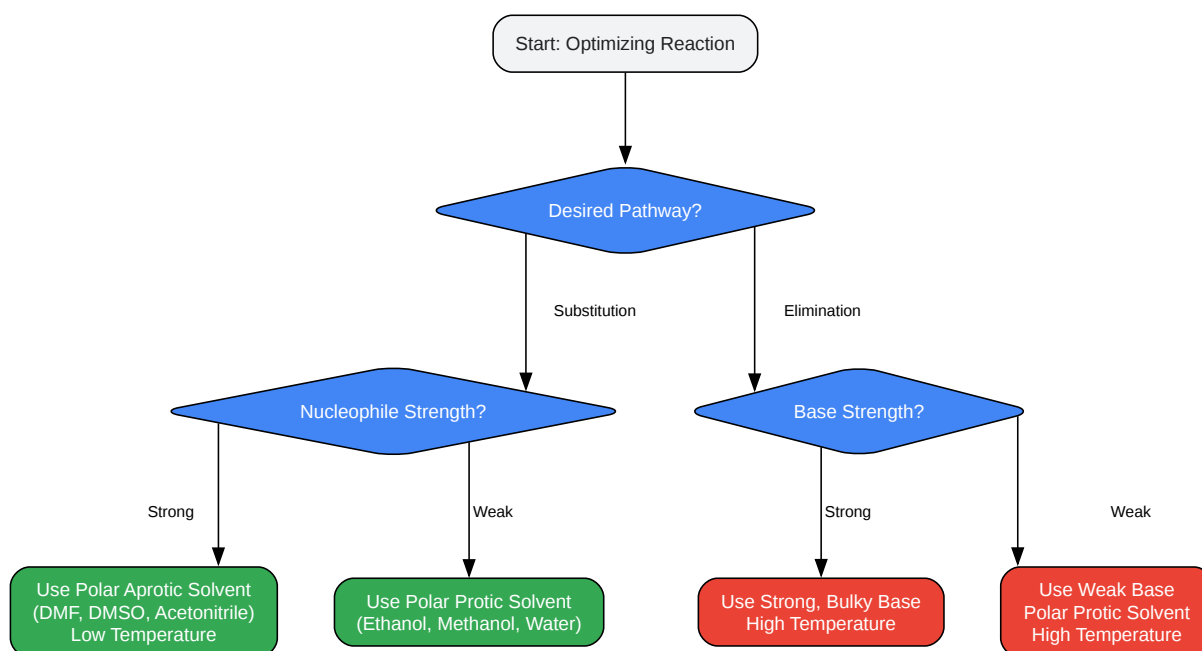 Start: Optimizing Reaction
Desired Pathway?
Substitution
Elimination
Nucleophile Strength?
Base Strength?
Strong
Weak
Strong
Weak
Use Polar Aprotic Solvent
(DMF, DMSO, Acetonitrile)
Low Temperature
Use Polar Protic Solvent
(Ethanol, Methanol, Water)
Use Strong, Bulky Base
High Temperature
Use Weak Base
Polar Protic Solvent
High Temperature